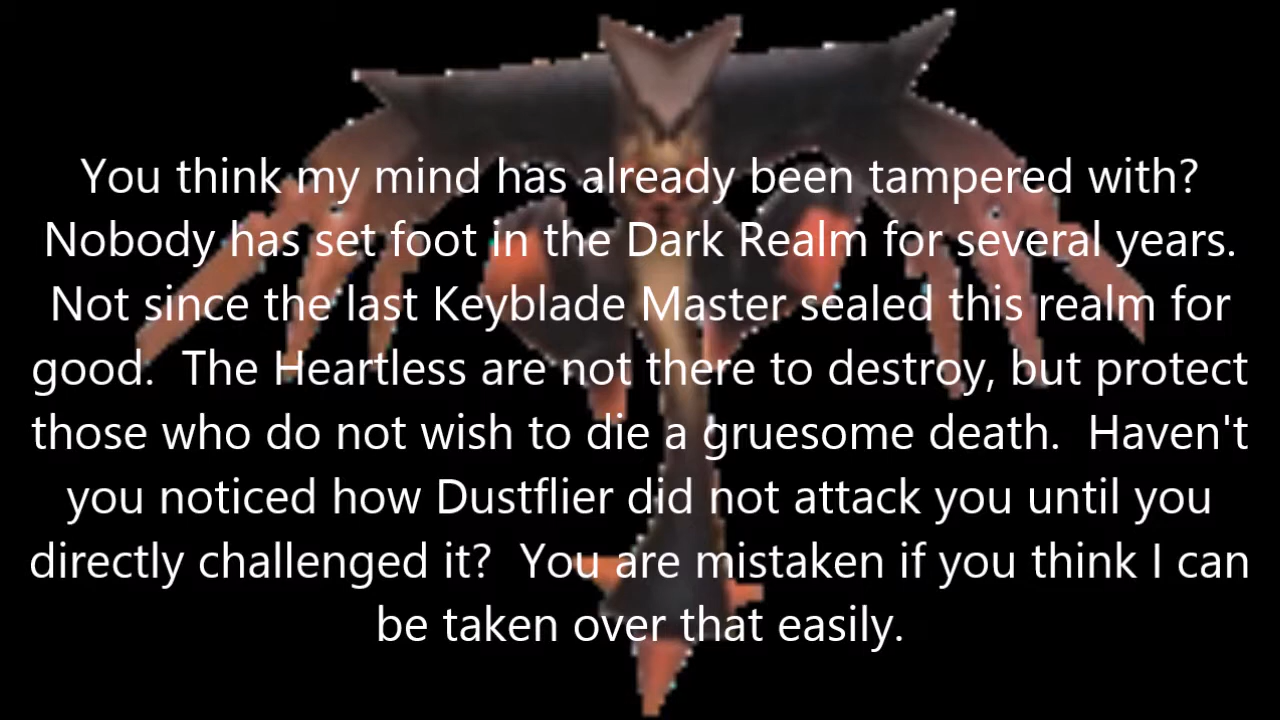 You think my mind has already been tampered with?
Nobody has set foot in the Dark Realm for several years.
Not since the last Keyblade Master sealed this realm for
good.  The Heartless are not there to destroy, but protect
those who do not wish to die a gruesome death.  Haven't
you noticed how Dustflier did not attack you until you
directly challenged it?  You are mistaken if you think I can
be taken over that easily.